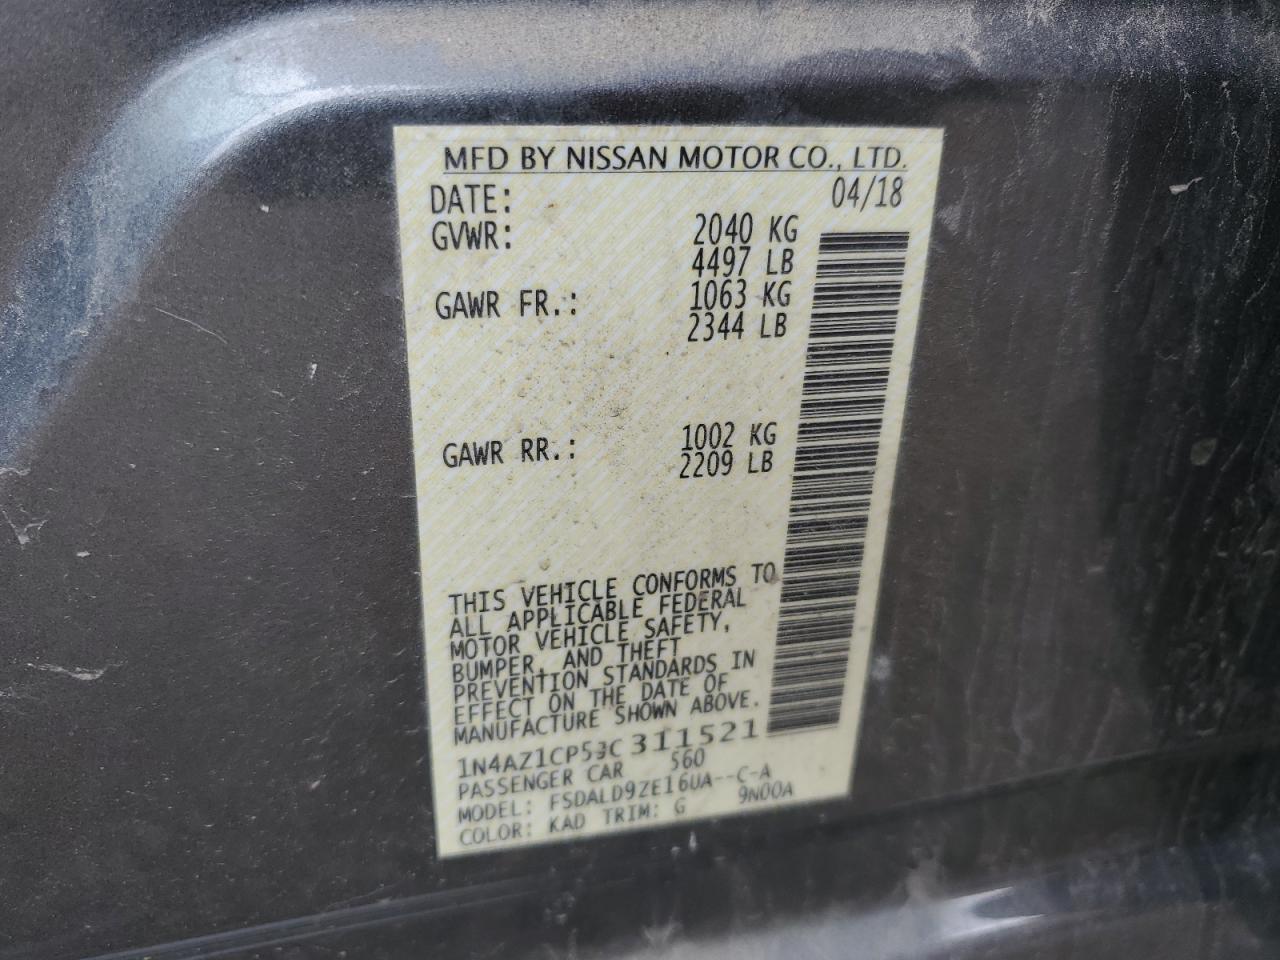 MFD BY NISSAN MOTOR CO., LTD.
DATE: 04/18
GVWR: 2040 KG
4497 LB
GAWR FR.: 1063 KG
2344 LB
GAWR RR.: 1002 KG
2209 LB
THIS VEHICLE CONFORMS TO
ALL APPLICABLE FEDERAL
MOTOR VEHICLE SAFETY,
BUMPER, AND THEFT
PREVENTION STANDARDS IN
EFFECT ON THE DATE OF
MANUFACTURE SHOWN ABOVE.
1N4AZ1CP5JC311521
PASSENGER CAR 560
MODEL: FSDALD9ZE16UA--C-A
COLOR: KAD TRIM: G 9N00A